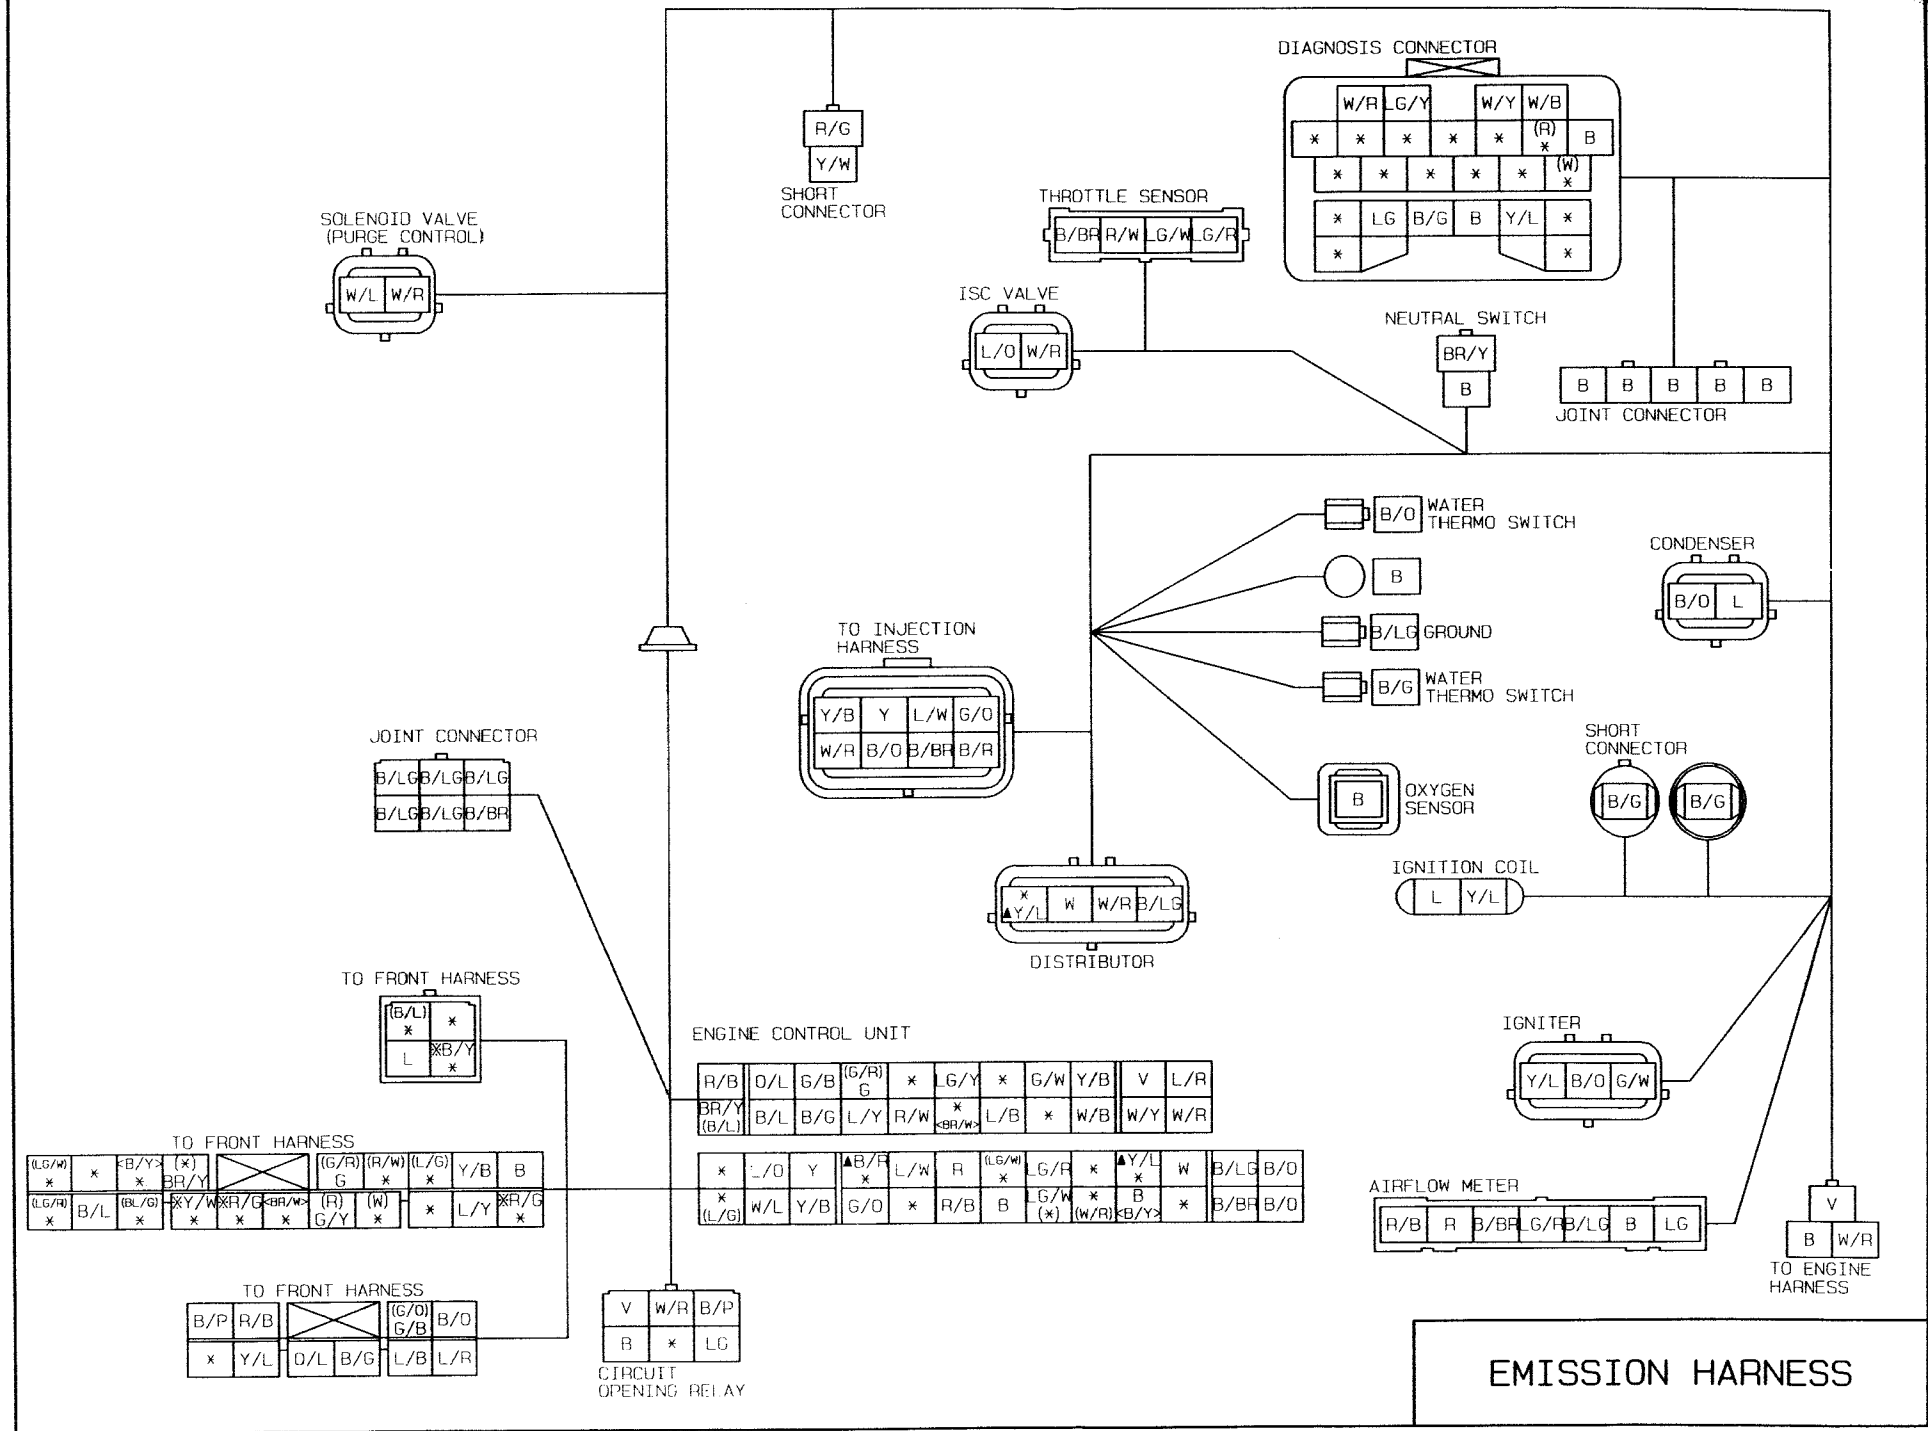 DIAGNOSIS CONNECTOR
W/R LG/Y W/Y W/B
* * * * * (R) * B
* * * * * (W) *
* LG B/G B Y/L *
* *
R/G
Y/W
SHORT
CONNECTOR
THROTTLE SENSOR
B/BR R/W LG/W LG/R
SOLENOID VALVE
(PURGE CONTROL)
W/L W/R
ISC VALVE
L/O W/R
NEUTRAL SWITCH
BR/Y
B
B B B B B
JOINT CONNECTOR
B/O WATER
THERMO SWITCH
B
B/LG GROUND
B/G WATER
THERMO SWITCH
CONDENSER
B/O L
TO INJECTION
HARNESS
Y/B Y L/W G/O
W/R B/O B/BR B/R
JOINT CONNECTOR
B/LG B/LG B/LG
B/LG B/LG B/BR
SHORT
CONNECTOR
B/G B/G
B OXYGEN
SENSOR
IGNITION COIL
L Y/L
* ▲Y/L W W/R B/LG
DISTRIBUTOR
TO FRONT HARNESS
(B/L) * *
L ※B/Y *
IGNITER
Y/L B/O G/W
ENGINE CONTROL UNIT
R/B O/L G/B (G/R) G * LG/Y * G/W Y/B V L/R
BR/Y (B/L) B/L B/G L/Y R/W * <BR/W> L/B * W/B W/Y W/R
* L/O Y ▲B/R * L/W R (LG/W) * LG/R * ▲Y/L * W B/LG B/O
* (L/G) W/L Y/B G/O * R/B B LG/W (*) * (W/R) B <B/Y> * B/BR B/O
TO FRONT HARNESS
(LG/W) * * <B/Y> * (*) BR/Y (G/R) G (R/W) * (L/G) * Y/B B
(LG/R) * B/L (BL/G) * ※Y/W * ※R/G * <BR/W> * (R) G/Y (W) * * L/Y ※R/G *
AIRFLOW METER
R/B R B/BR LG/R B/LG B LG
V
B W/R
TO ENGINE
HARNESS
TO FRONT HARNESS
B/P R/B (G/O) G/B B/O
* Y/L O/L B/G L/B L/R
V W/R B/P
B * LG
CIRCUIT
OPENING RELAY
EMISSION HARNESS